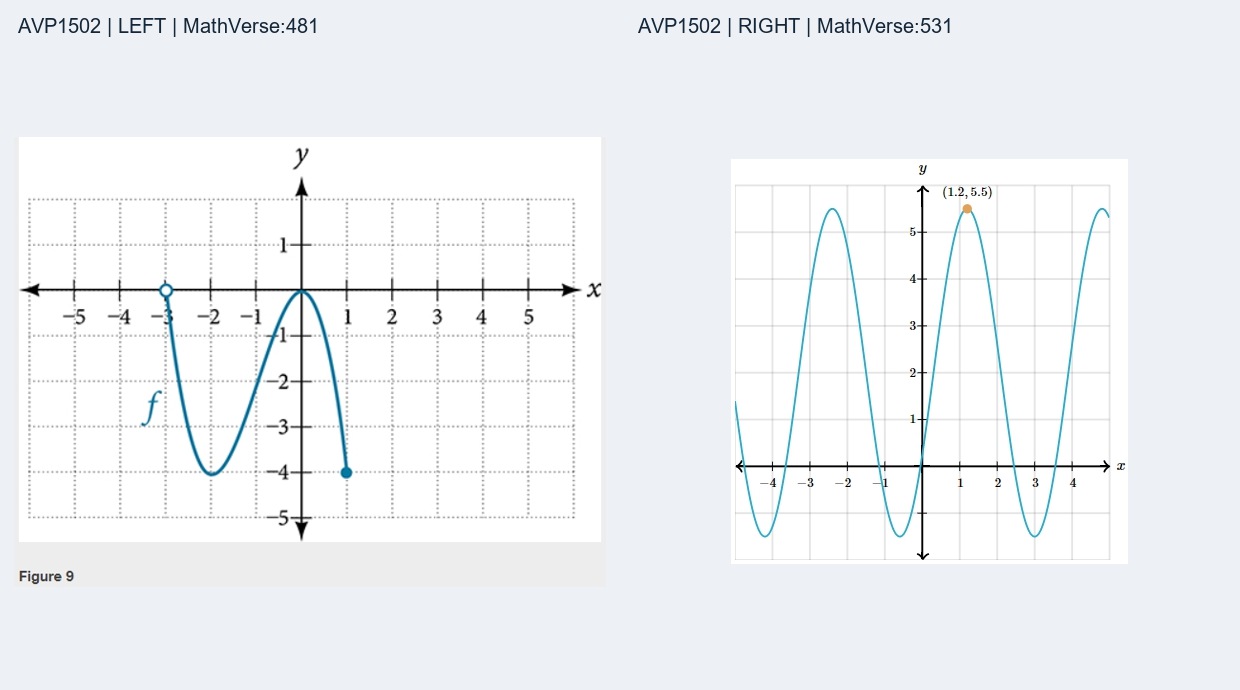 AVP1502 | LEFT | MathVerse:481
AVP1502 | RIGHT | MathVerse:531
y
1
x
−5 −4 −3 −2 −1 1 2 3 4 5
−1
−2
f
−3
−4
−5
Figure 9
y
(1.2, 5.5)
5
4
3
2
1
x
−4 −3 −2 −1 1 2 3 4